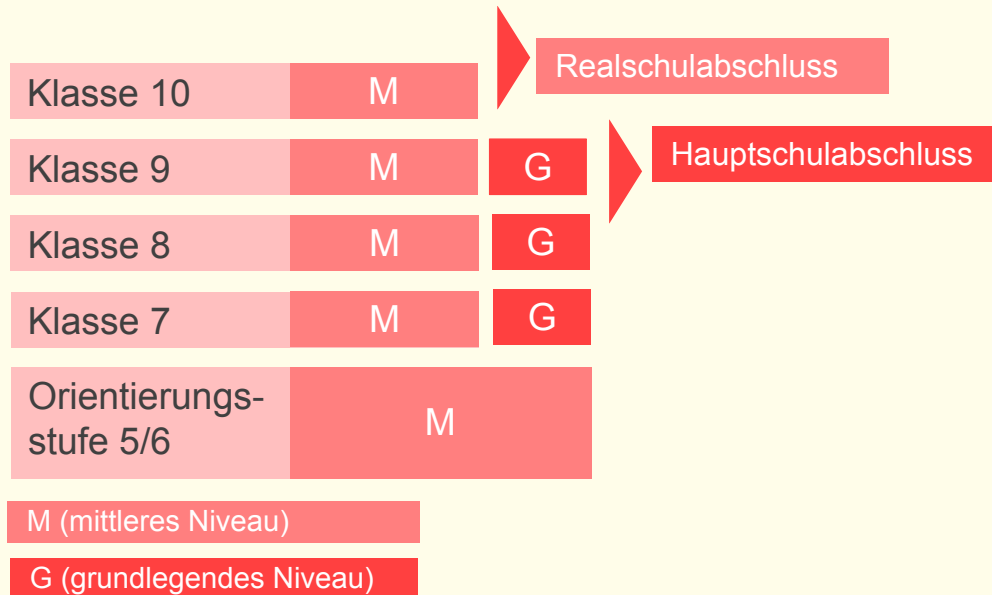 Realschulabschluss
Klasse 10 M
Hauptschulabschluss
Klasse 9 M G
Klasse 8 M G
Klasse 7 M G
Orientierungs-
stufe 5/6
M
M (mittleres Niveau)
G (grundlegendes Niveau)